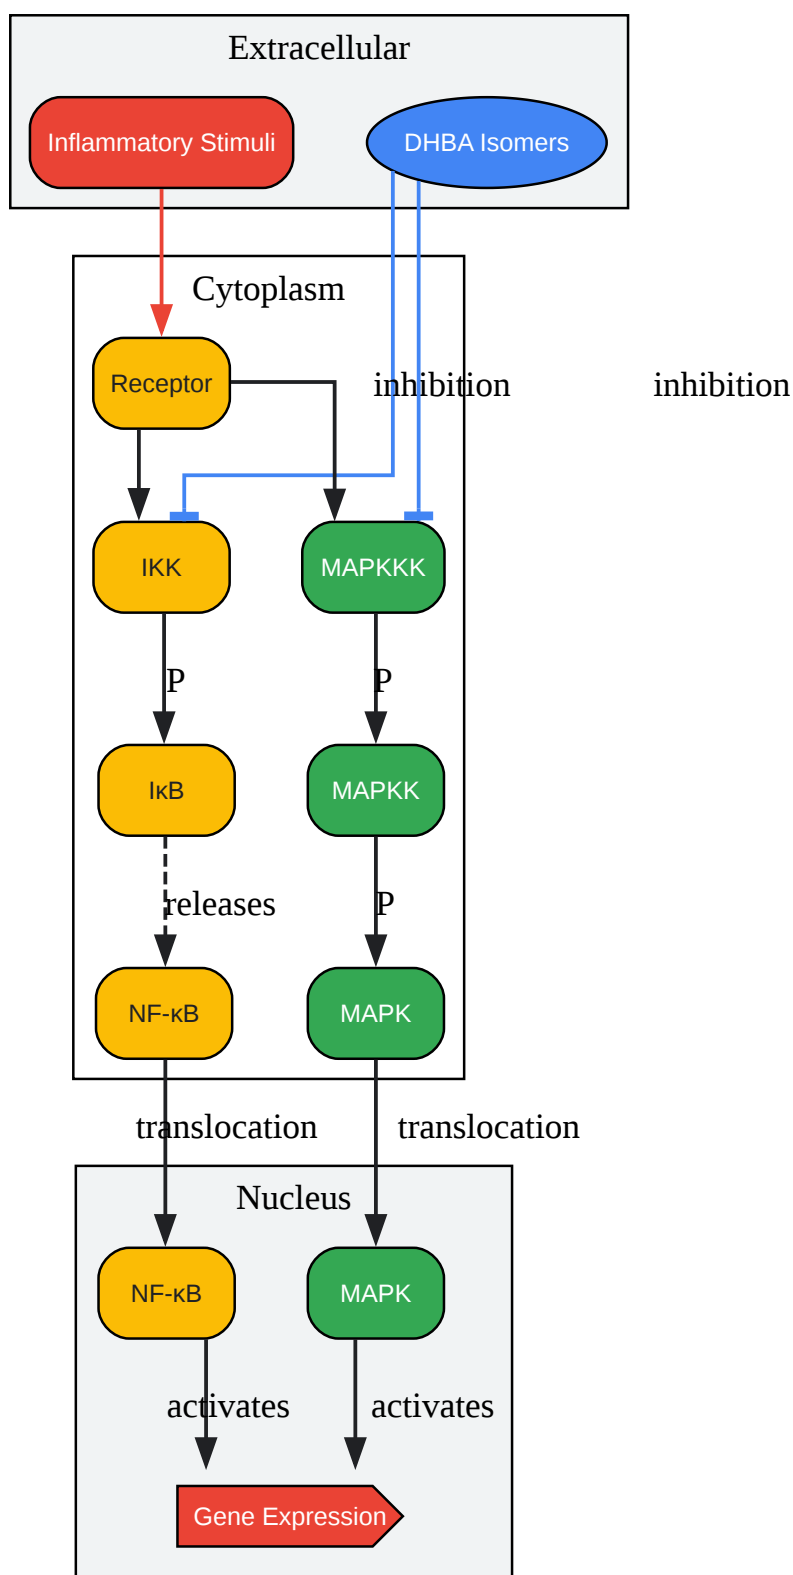 Extracellular
Inflammatory Stimuli
DHBA Isomers
Cytoplasm
Receptor
inhibition
inhibition
IKK
MAPKKK
P
P
IκB
MAPKK
releases
P
NF-κB
MAPK
translocation
translocation
Nucleus
NF-κB
MAPK
activates
activates
Gene Expression